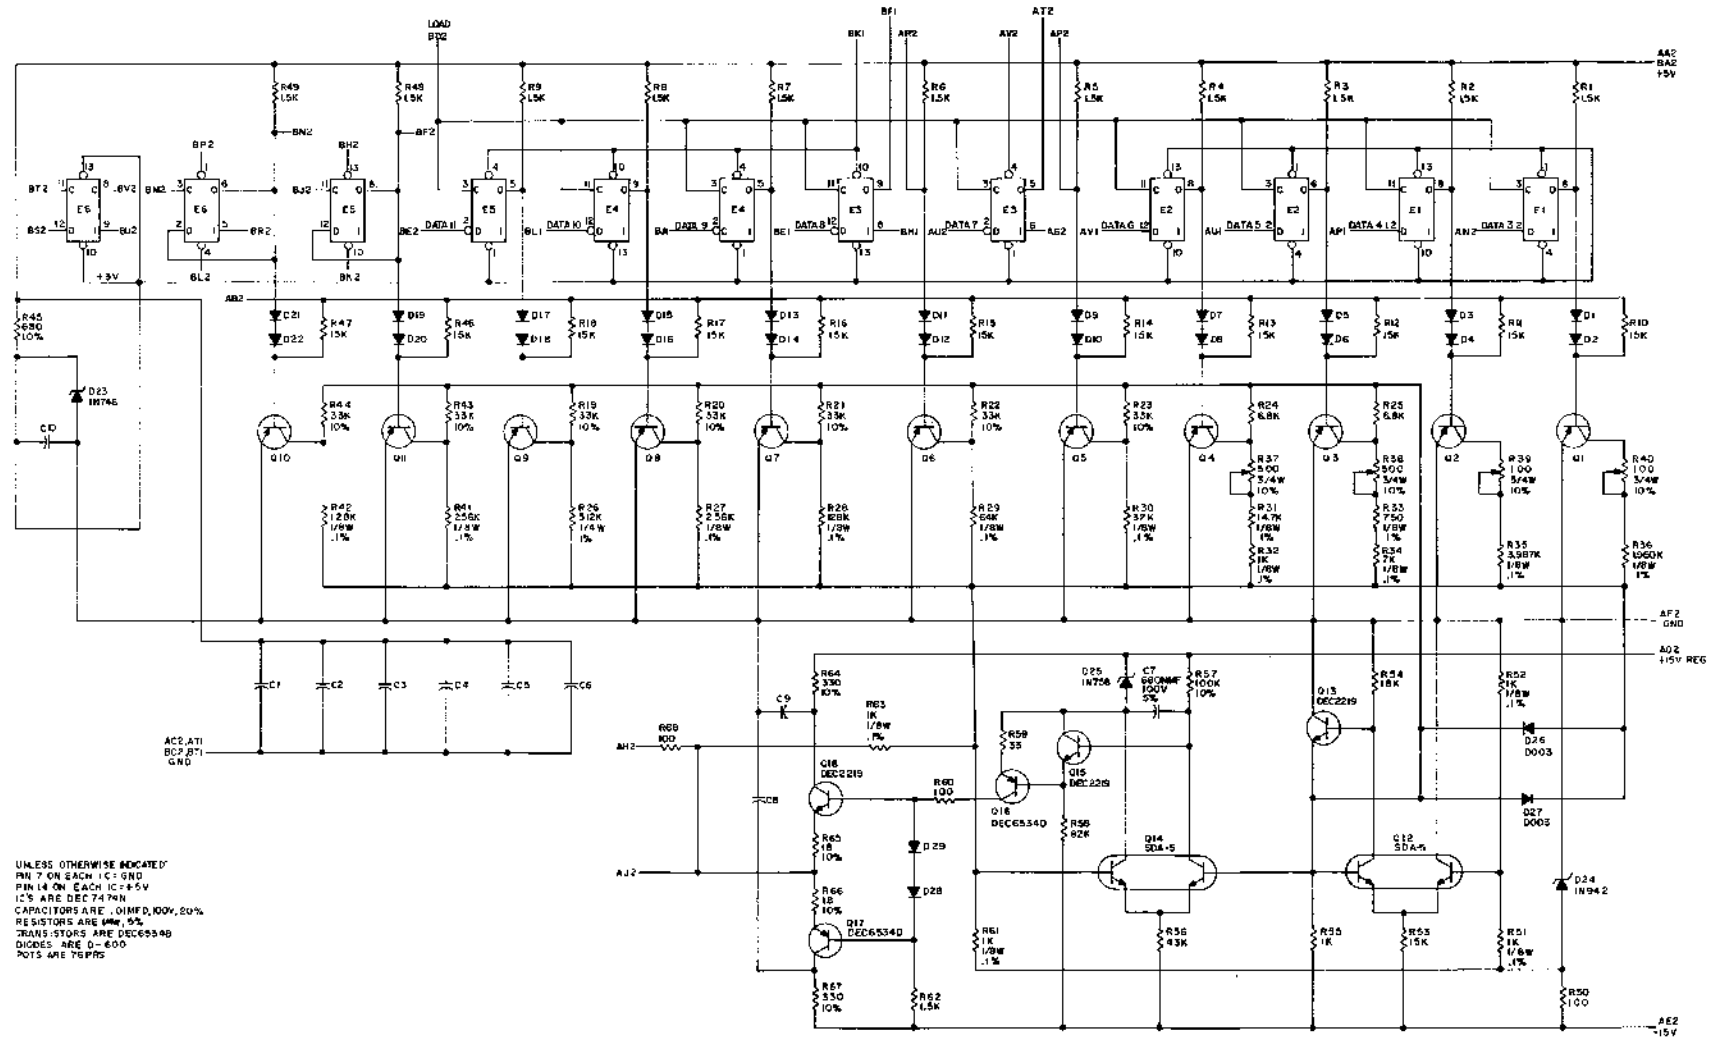 LOAD
BD2
BF1
AT2
BK1
AR2
AV2
AP2
AA2
BA2
+5V
R49
1.5K
R48
1.5K
R9
1.5K
R8
1.5K
R7
1.5K
R6
1.5K
R5
1.5K
R4
1.5K
R3
1.5K
R2
1.5K
R1
1.5K
BN2
BF2
BP2
BH2
BT2
BV2
BS2
BU2
E6
+3V
E6
BR2
BL2
BJ2
E5
BK2
BE2 DATA 11
E5
BL1 DATA 10
E4
DATA 9
E4
BE1 DATA 8
E3
AU2 DATA 7
E3
AS2
AV1 DATA 6
E2
AU1 DATA 5
E2
AP1 DATA 4
E1
AN2 DATA 3
E1
AB2
R45
680
10%
D21
D22
R47
15K
D19
D20
R46
15K
D17
D18
R18
15K
D15
D16
R17
15K
D13
D14
R16
15K
D11
D12
R15
15K
D9
D10
R14
15K
D7
D8
R13
15K
D5
D6
R12
15K
D3
D4
R11
15K
D1
D2
R10
15K
D23
1N746
C10
R44
33K
10%
R43
33K
10%
R19
33K
10%
R20
33K
10%
R21
33K
10%
R22
33K
10%
R23
33K
10%
R24
6.8K
R25
6.8K
Q10
Q11
Q9
Q8
Q7
Q6
Q5
Q4
Q3
Q2
Q1
R37
500
3/4W
10%
R38
500
3/4W
10%
R39
100
3/4W
10%
R40
100
3/4W
10%
R42
128K
1/8W
.1%
R41
256K
1/8W
.1%
R26
512K
1/4W
1%
R27
256K
1/8W
.1%
R28
128K
1/8W
.1%
R29
64K
1/8W
.1%
R30
32K
1/8W
.1%
R31
14.7K
1/8W
.1%
R32
1K
1/8W
.1%
R33
750
1/8W
.1%
R34
7K
1/8W
.1%
R35
3.987K
1/8W
.1%
R36
1.960K
1/8W
.1%
AF2
GND
AD2
+15V REG
C1
C2
C3
C4
C5
C6
AC2, AT1
BC2, BT1
GND
R64
330
10%
C9
R63
1K
1/8W
.1%
R68
100
AH2
D25
1N758
C7
680MMF
100V
5%
R57
100K
10%
R59
33
Q15
DEC2219
Q13
DEC2219
R54
18K
R52
1K
1/8W
.1%
D26
D003
D27
D003
Q18
DEC2219
C8
R60
100
Q16
DEC6534D
R58
82K
Q14
SDA-5
Q12
SDA-5
D24
1N942
R65
18
10%
D29
D28
AJ2
R66
18
10%
Q17
DEC6534D
R61
1K
1/8W
.1%
R56
43K
R55
1K
R53
15K
R51
1K
1/8W
.1%
R67
330
10%
R62
1.5K
R50
100
AE2
-15V
UNLESS OTHERWISE INDICATED
PIN 7 ON EACH IC = GND
PIN 14 ON EACH IC = +5V
IC'S ARE DEC7474N
CAPACITORS ARE .01MFD, 100V, 20%
RESISTORS ARE 1/4W, 5%
TRANSISTORS ARE DEC6534B
DIODES ARE D-600
POTS ARE 76PRS